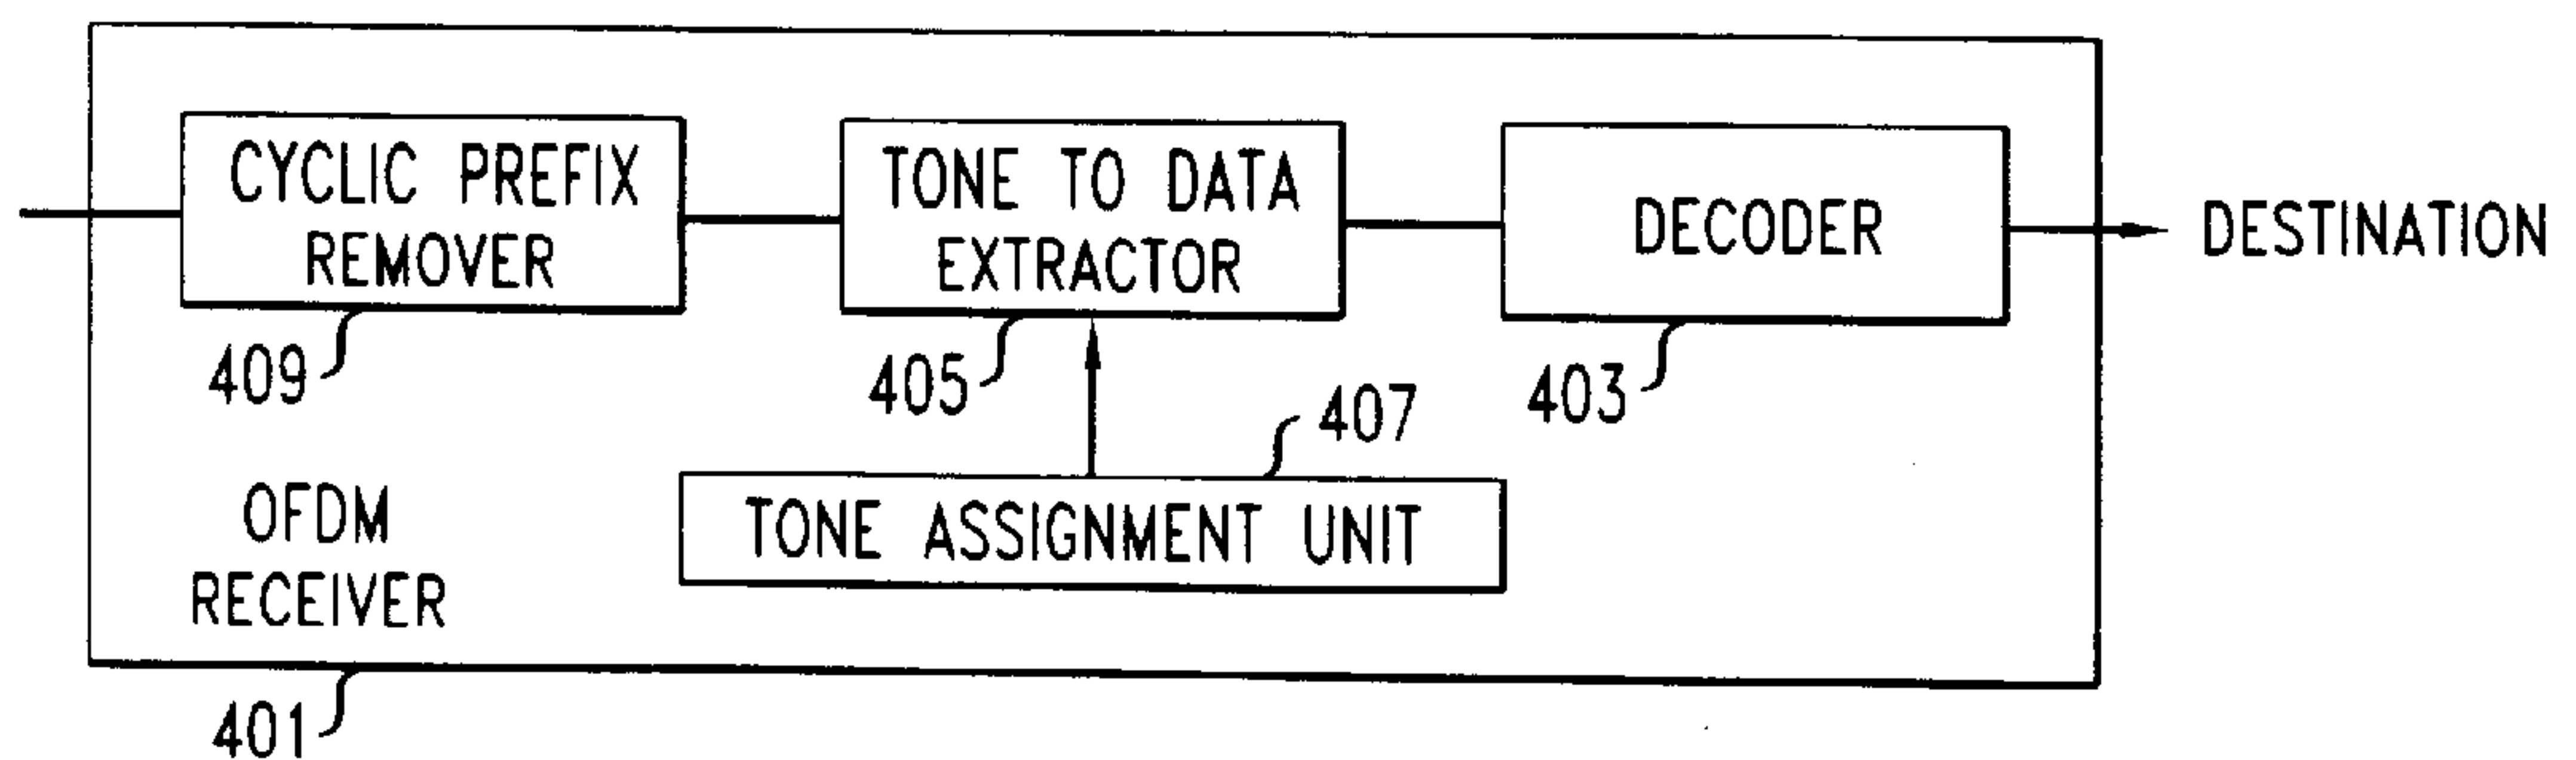 CYCLIC PREFIX
REMOVER
409
TONE TO DATA
EXTRACTOR
405
DECODER
403
DESTINATION
407
TONE ASSIGNMENT UNIT
OFDM
RECEIVER
401